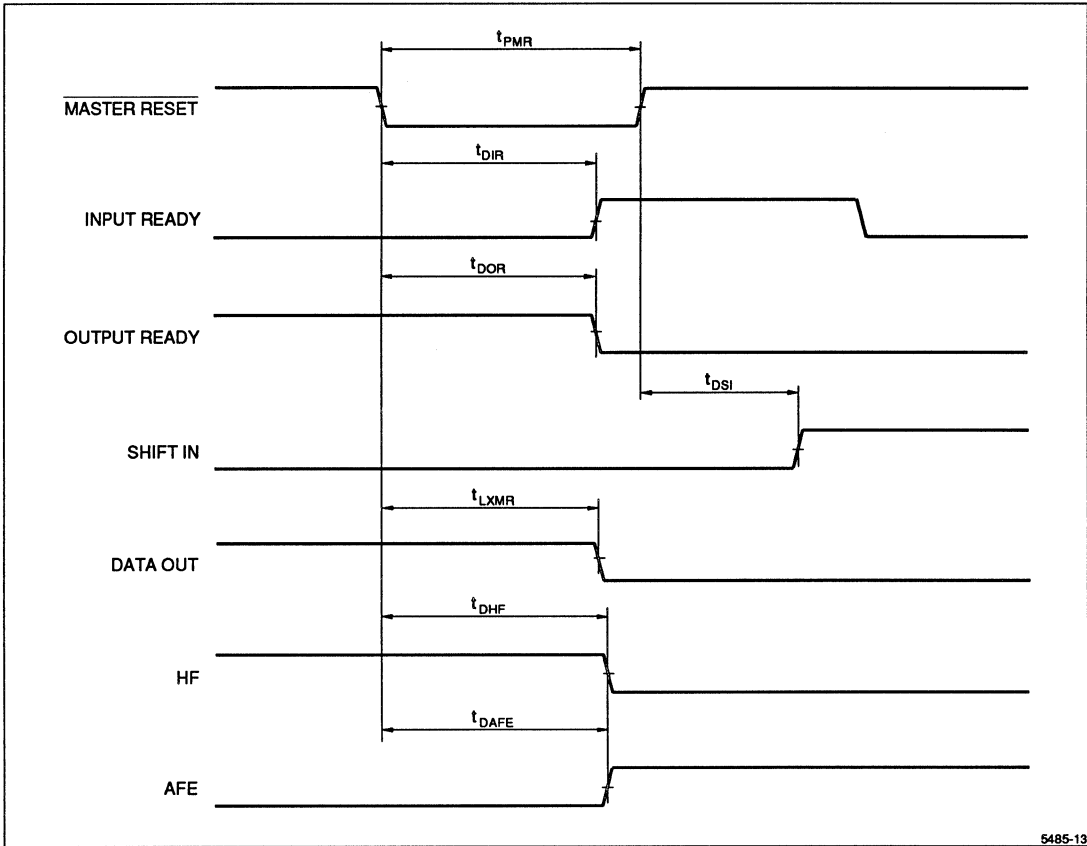 tPMR
MASTER RESET
tDIR
INPUT READY
tDOR
OUTPUT READY
tDSI
SHIFT IN
tLXMR
DATA OUT
tDHF
HF
tDAFE
AFE
5485-13